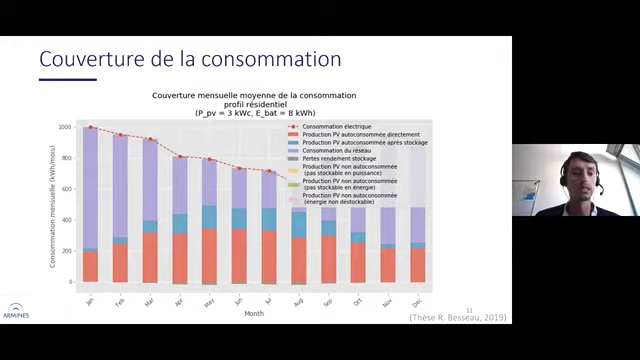 Couverture de la consommation
Couverture mensuelle moyenne de la consommation
profil résidentiel
(P_pv = 3 kWc, E_bat = 8 kWh)
Consommation électrique
Production PV autoconsommée directement
Production PV autoconsommée après stockage
Consommation du réseau
Pertes rendement stockage
Production PV non autoconsommée
(pas stockable en puissance)
Production PV non autoconsommée
(pas stockable en énergie)
Production PV non autoconsommée
(énergie non déstockable)
Consommation mensuelle (kWh/mois)
1000
800
600
400
200
0
Jan Feb Mar Apr May Jun Jul Aug Sep Oct Nov Dec
Month
11
(Thèse R. Besseau, 2019)
ARMINES